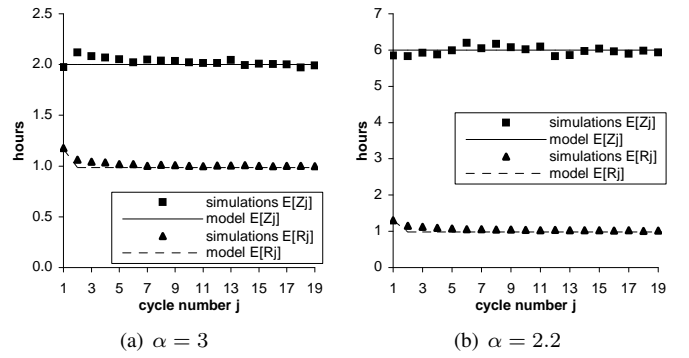 2.5
2.0
1.5
1.0
0.5
0.0
hours
1 3 5 7 9 11 13 15 17 19
cycle number j
simulations E[Zj]
model E[Zj]
simulations E[Rj]
model E[Rj]
(a) α = 3
7
6
5
4
3
2
1
0
hours
1 3 5 7 9 11 13 15 17 19
cycle number j
simulations E[Zj]
model E[Zj]
simulations E[Rj]
model E[Rj]
(b) α = 2.2